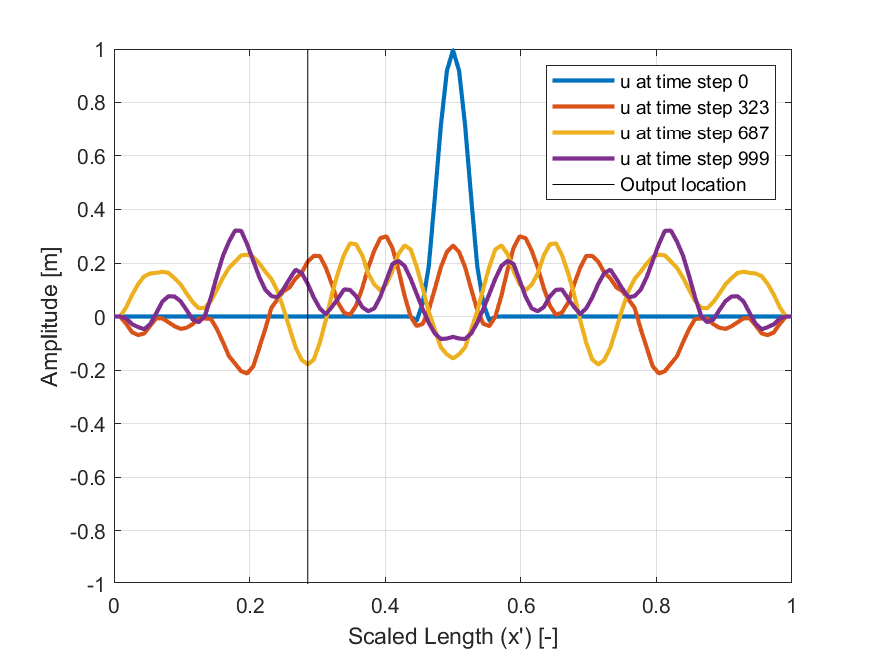 1
0.8
0.6
0.4
0.2
0
-0.2
-0.4
-0.6
-0.8
-1
Amplitude [m]
u at time step 0
u at time step 323
u at time step 687
u at time step 999
Output location
0 0.2 0.4 0.6 0.8 1
Scaled Length (x') [-]